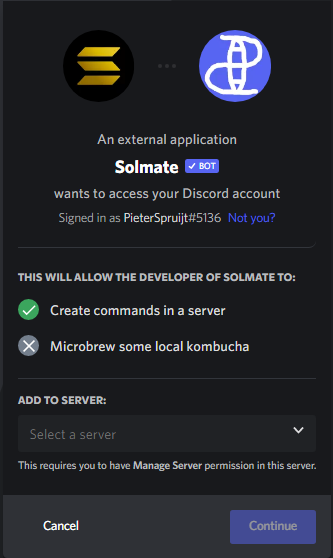 An external application
Solmate BOT
wants to access your Discord account
Signed in as PieterSpruijt#5136 Not you?
THIS WILL ALLOW THE DEVELOPER OF SOLMATE TO:
Create commands in a server
Microbrew some local kombucha
ADD TO SERVER:
Select a server
This requires you to have Manage Server permission in this server.
Cancel Continue